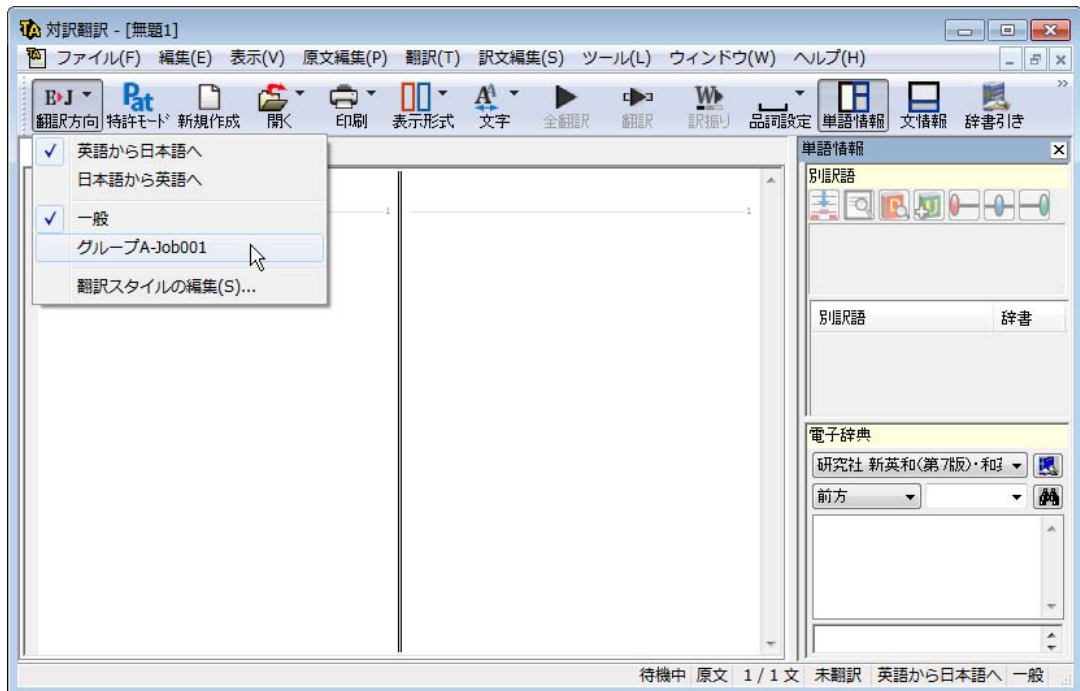 対訳翻訳 - [無題1]
ファイル(F) 編集(E) 表示(V) 原文編集(P) 翻訳(T) 訳文編集(S) ツール(L) ウィンドウ(W) ヘルプ(H)
E▶J Pat
翻訳方向 特許モード 新規作成 開く 印刷 表示形式 文字 全翻訳 翻訳 訳振り 品詞設定 単語情報 文情報 辞書引き
✓ 英語から日本語へ
日本語から英語へ
✓ 一般
グループA-Job001
翻訳スタイルの編集(S)...
1 1
単語情報
別訳語
別訳語 辞書
電子辞典
研究社 新英和(第7版)・和
前方
待機中 原文 1 / 1 文 未翻訳 英語から日本語へ 一般